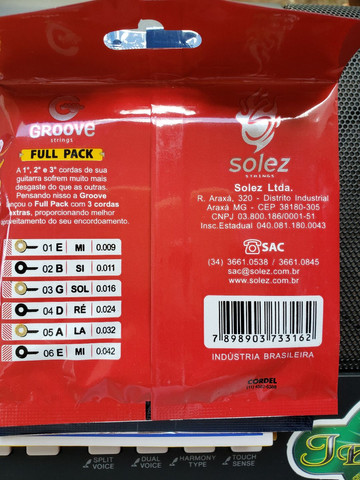 GROOVE
strings
FULL PACK
A 1ª, 2ª e 3ª cordas de sua
guitarra sofrem muito mais
desgaste do que as outras.
Pensando nisso a Groove
lançou o Full Pack com 3 cordas
extras, proporcionando melhor
aproveitamento do seu encordoamento.
01 E MI 0.009
02 B SI 0.011
03 G SOL 0.016
04 D RÉ 0.024
05 A LA 0.032
06 E MI 0.042
solez
STRINGS
Solez Ltda.
R. Araxá, 320 - Distrito Industrial
Araxá MG - CEP 38180-305
CNPJ 03.800.186/0001-51
Insc.Estadual 040.081.180.0043
SAC
(34) 3661.0538 / 3661.0845
sac@solez.com.br
www.solez.com.br
7 898903 733162
INDÚSTRIA BRASILEIRA
CORDEL
SPLIT
VOICE
DUAL
VOICE
HARMONY
TYPE
TOUCH
SENSE